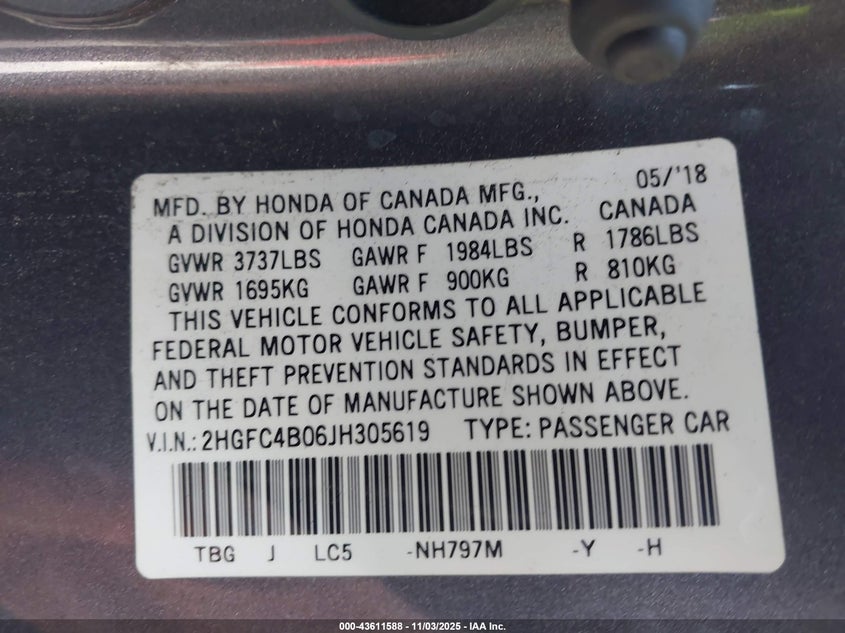 MFD. BY HONDA OF CANADA MFG., 05/'18
A DIVISION OF HONDA CANADA INC. CANADA
GVWR 3737LBS GAWR F 1984LBS R 1786LBS
GVWR 1695KG GAWR F 900KG R 810KG
THIS VEHICLE CONFORMS TO ALL APPLICABLE
FEDERAL MOTOR VEHICLE SAFETY, BUMPER,
AND THEFT PREVENTION STANDARDS IN EFFECT
ON THE DATE OF MANUFACTURE SHOWN ABOVE.
V.I.N.: 2HGFC4B06JH305619 TYPE: PASSENGER CAR
TBG J LC5 -NH797M -Y -H
000-43611588 - 11/03/2025 - IAA Inc.